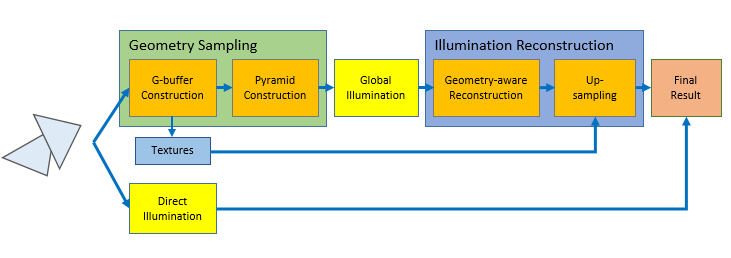 Geometry Sampling
Illumination Reconstruction
G-buffer
Construction
Pyramid
Construction
Global
Illumination
Geometry-aware
Reconstruction
Up-
sampling
Final
Result
Textures
Direct
Illumination